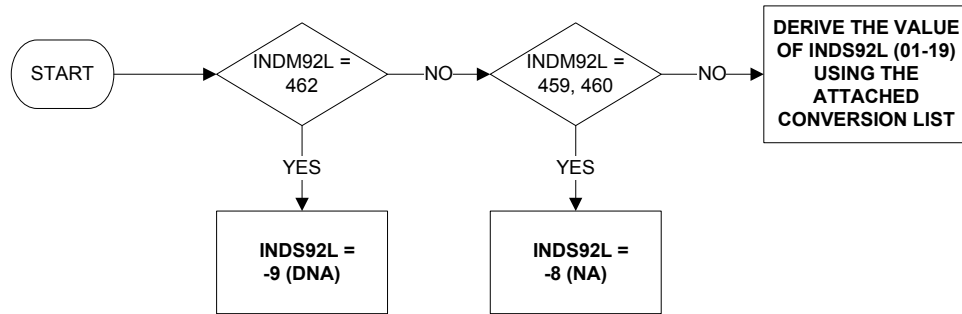 START
INDM92L =
462
NO
INDM92L =
459, 460
NO
DERIVE THE VALUE
OF INDS92L (01-19)
USING THE
ATTACHED
CONVERSION LIST
YES
YES
INDS92L =
-9 (DNA)
INDS92L =
-8 (NA)